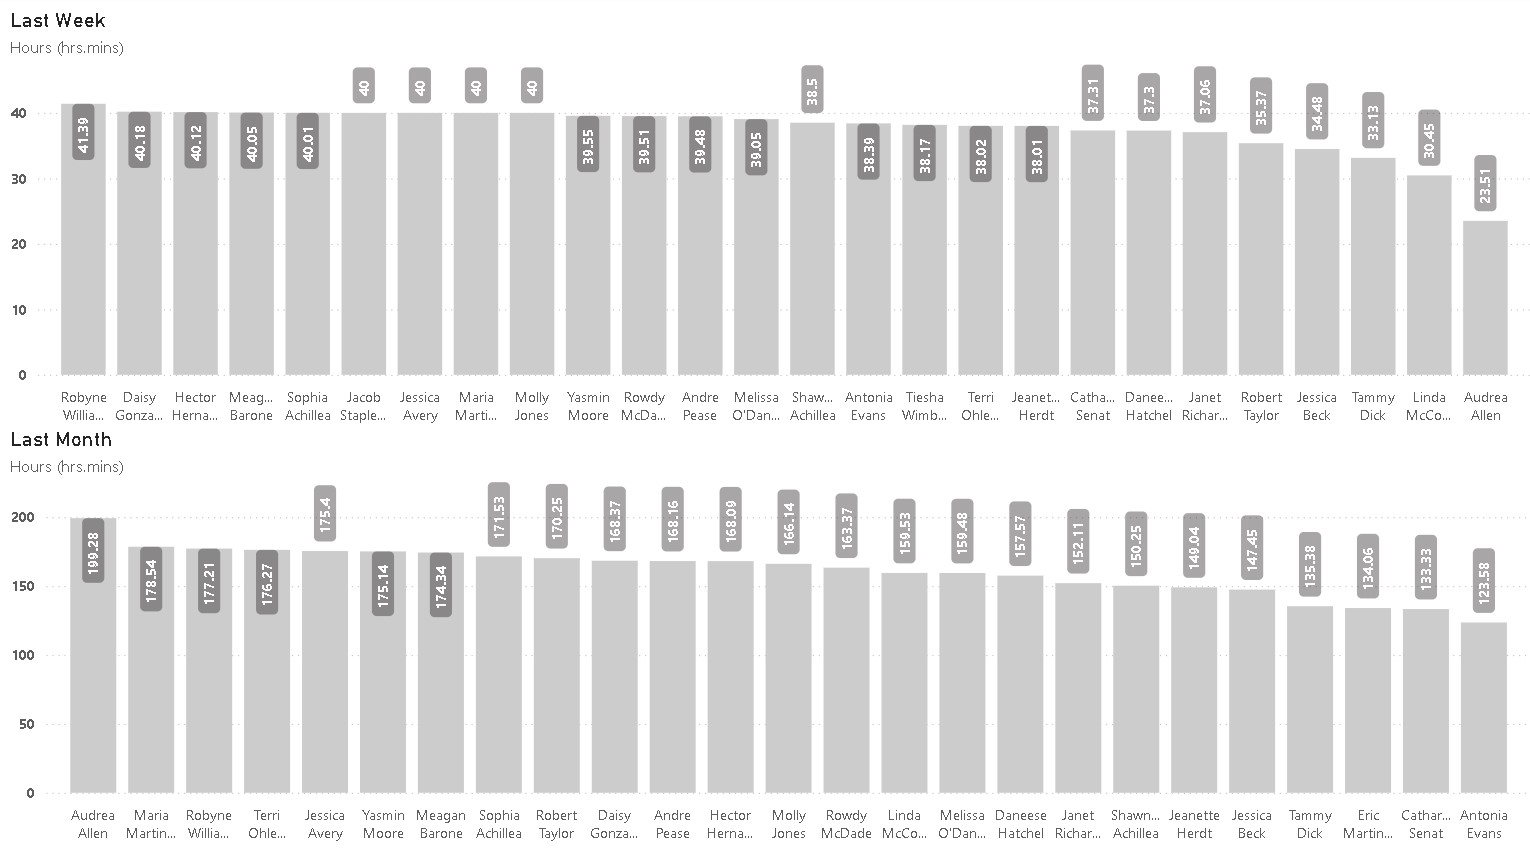 Last Week
Hours (hrs.mins)
40
30
20
10
0
41.39
40.18
40.12
40.05
40.01
40
40
40
40
39.55
39.51
39.48
39.05
38.5
38.39
38.17
38.02
38.01
37.31
37.3
37.06
35.37
34.48
33.13
30.45
23.51
Robyne Willia...
Daisy Gonza...
Hector Herna...
Meag... Barone
Sophia Achillea
Jacob Staple...
Jessica Avery
Maria Marti...
Molly Jones
Yasmin Moore
Rowdy McDa...
Andre Pease
Melissa O'Dan...
Shaw... Achillea
Antonia Evans
Tiesha Wimb...
Terri Ohle...
Jeanet... Herdt
Catha... Senat
Danee... Hatchel
Janet Richar...
Robert Taylor
Jessica Beck
Tammy Dick
Linda McCo...
Audrea Allen
Last Month
Hours (hrs.mins)
200
150
100
50
0
199.28
178.54
177.21
176.27
175.4
175.14
174.34
171.53
170.25
168.37
168.16
168.09
166.14
163.37
159.53
159.48
157.57
152.11
150.25
149.04
147.45
135.38
134.06
133.33
123.58
Audrea Allen
Maria Martin...
Robyne Willia...
Terri Ohle...
Jessica Avery
Yasmin Moore
Meagan Barone
Sophia Achillea
Robert Taylor
Daisy Gonza...
Andre Pease
Hector Herna...
Molly Jones
Rowdy McDade
Linda McCo...
Melissa O'Dan...
Daneese Hatchel
Janet Richar...
Shawn... Achillea
Jeanette Herdt
Jessica Beck
Tammy Dick
Eric Martin...
Cathar... Senat
Antonia Evans